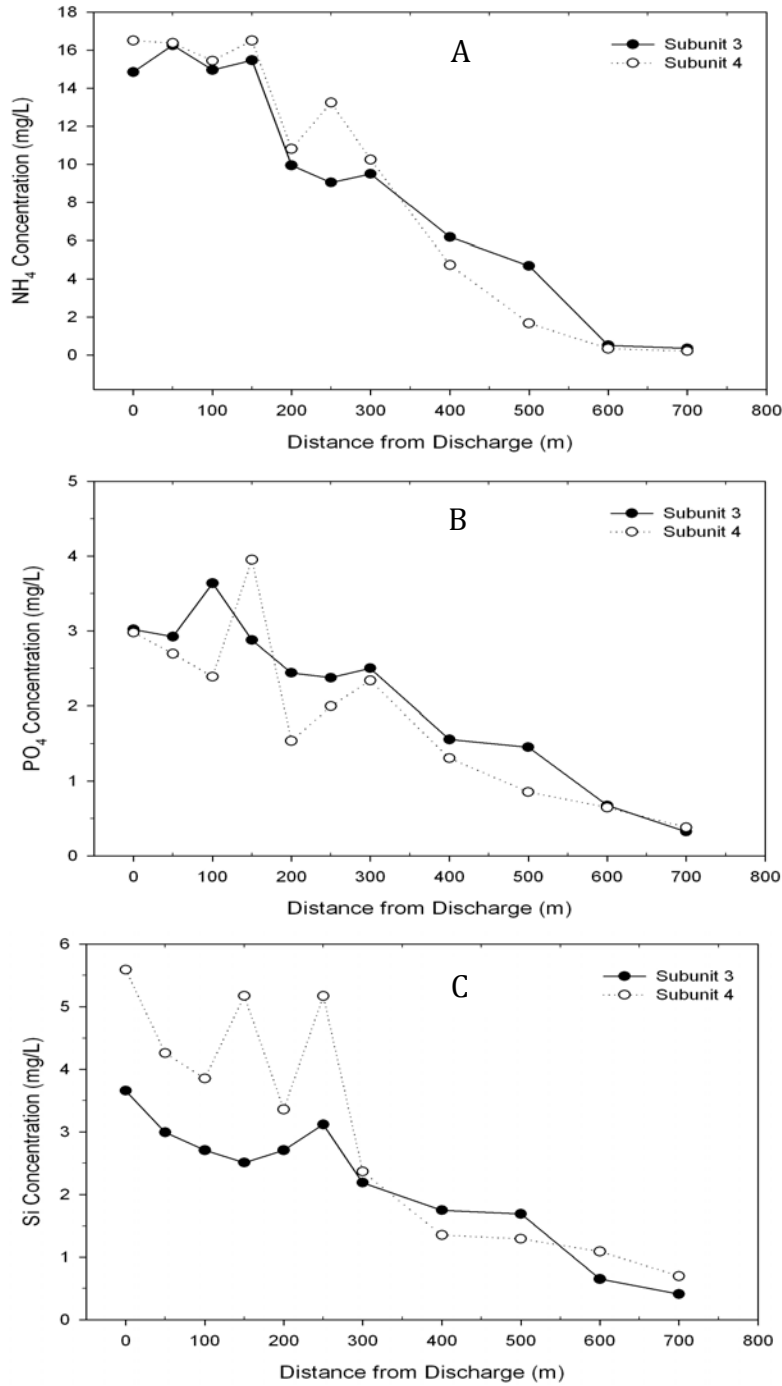 A
Subunit 3
Subunit 4
18
16
14
12
10
8
6
4
2
0
NH₄ Concentration (mg/L)
0 100 200 300 400 500 600 700 800
Distance from Discharge (m)
B
Subunit 3
Subunit 4
5
4
3
2
1
0
PO₄ Concentration (mg/L)
0 100 200 300 400 500 600 700 800
Distance from Discharge (m)
C
Subunit 3
Subunit 4
6
5
4
3
2
1
0
Si Concentration (mg/L)
0 100 200 300 400 500 600 700 800
Distance from Discharge (m)